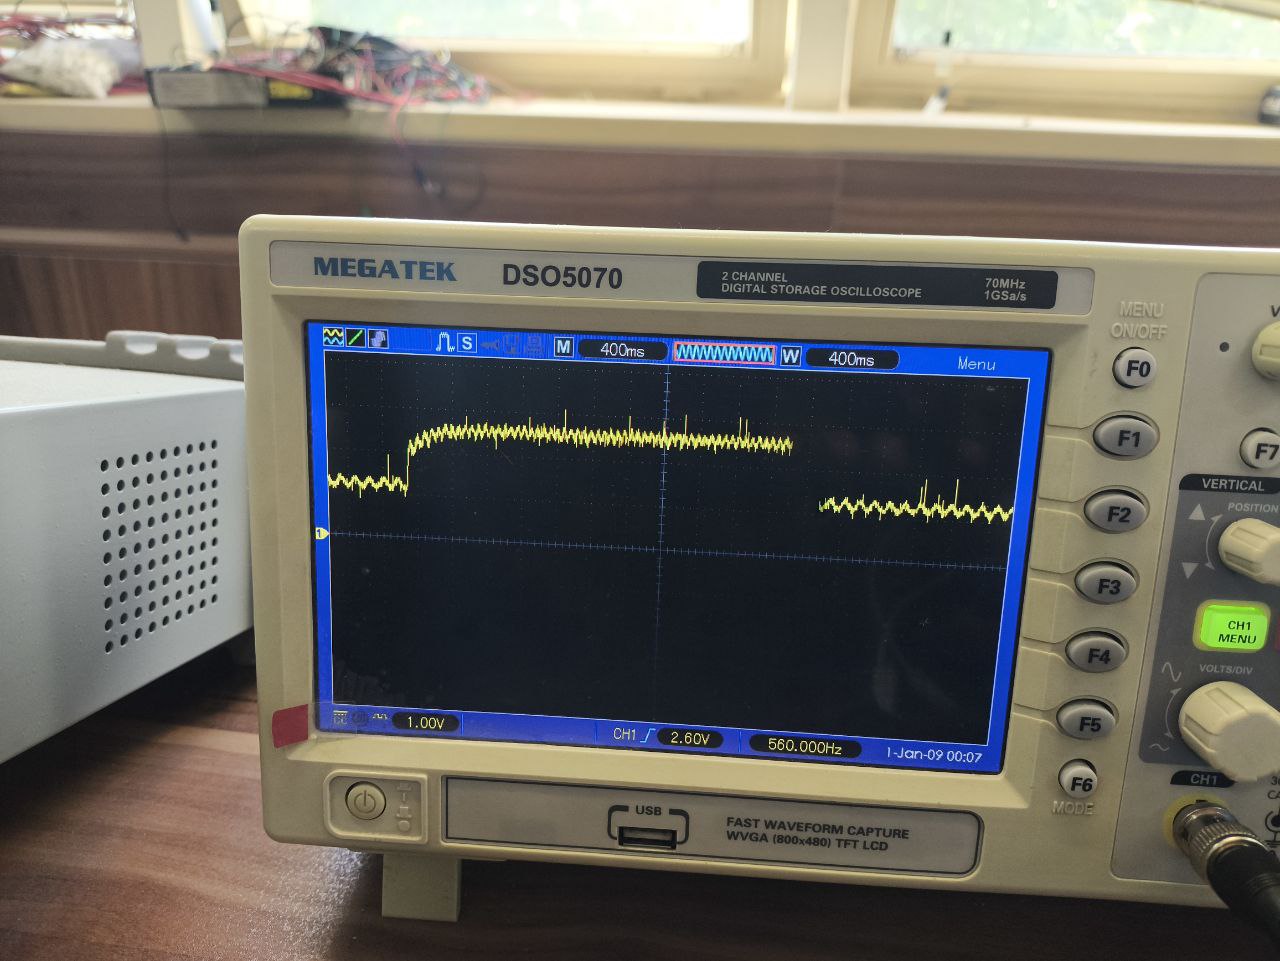 MEGATEK DSO5070
2 CHANNEL
DIGITAL STORAGE OSCILLOSCOPE
70MHz
1GSa/s
MENU
ON/OFF
S M 400ms W 400ms Menu
F0
F1
F7
VERTICAL
F2
POSITION
F3
1
CH1
MENU
F4
VOLTS/DIV
F5
DC 1.00V CH1 2.60V 560.000Hz 1-Jan-09 00:07
F6
MODE
CH1
USB
FAST WAVEFORM CAPTURE
WVGA (800x480) TFT LCD